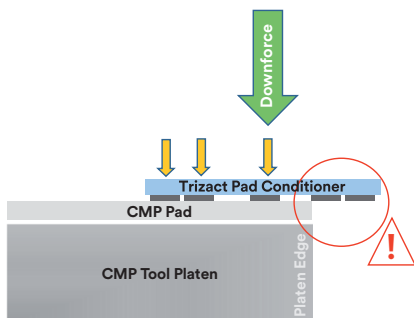 Downforce
Trizact Pad Conditioner
CMP Pad
CMP Tool Platen
Platen Edge
!